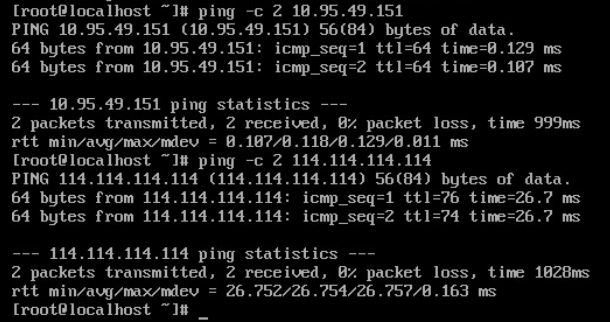 [root@localhost ~]# ping -c 2 10.95.49.151
PING 10.95.49.151 (10.95.49.151) 56(84) bytes of data.
64 bytes from 10.95.49.151: icmp_seq=1 ttl=64 time=0.129 ms
64 bytes from 10.95.49.151: icmp_seq=2 ttl=64 time=0.107 ms
--- 10.95.49.151 ping statistics ---
2 packets transmitted, 2 received, 0% packet loss, time 999ms
rtt min/avg/max/mdev = 0.107/0.118/0.129/0.011 ms
[root@localhost ~]# ping -c 2 114.114.114.114
PING 114.114.114.114 (114.114.114.114) 56(84) bytes of data.
64 bytes from 114.114.114.114: icmp_seq=1 ttl=76 time=26.7 ms
64 bytes from 114.114.114.114: icmp_seq=2 ttl=74 time=26.7 ms
--- 114.114.114.114 ping statistics ---
2 packets transmitted, 2 received, 0% packet loss, time 1028ms
rtt min/avg/max/mdev = 26.752/26.754/26.757/0.163 ms
[root@localhost ~]# _